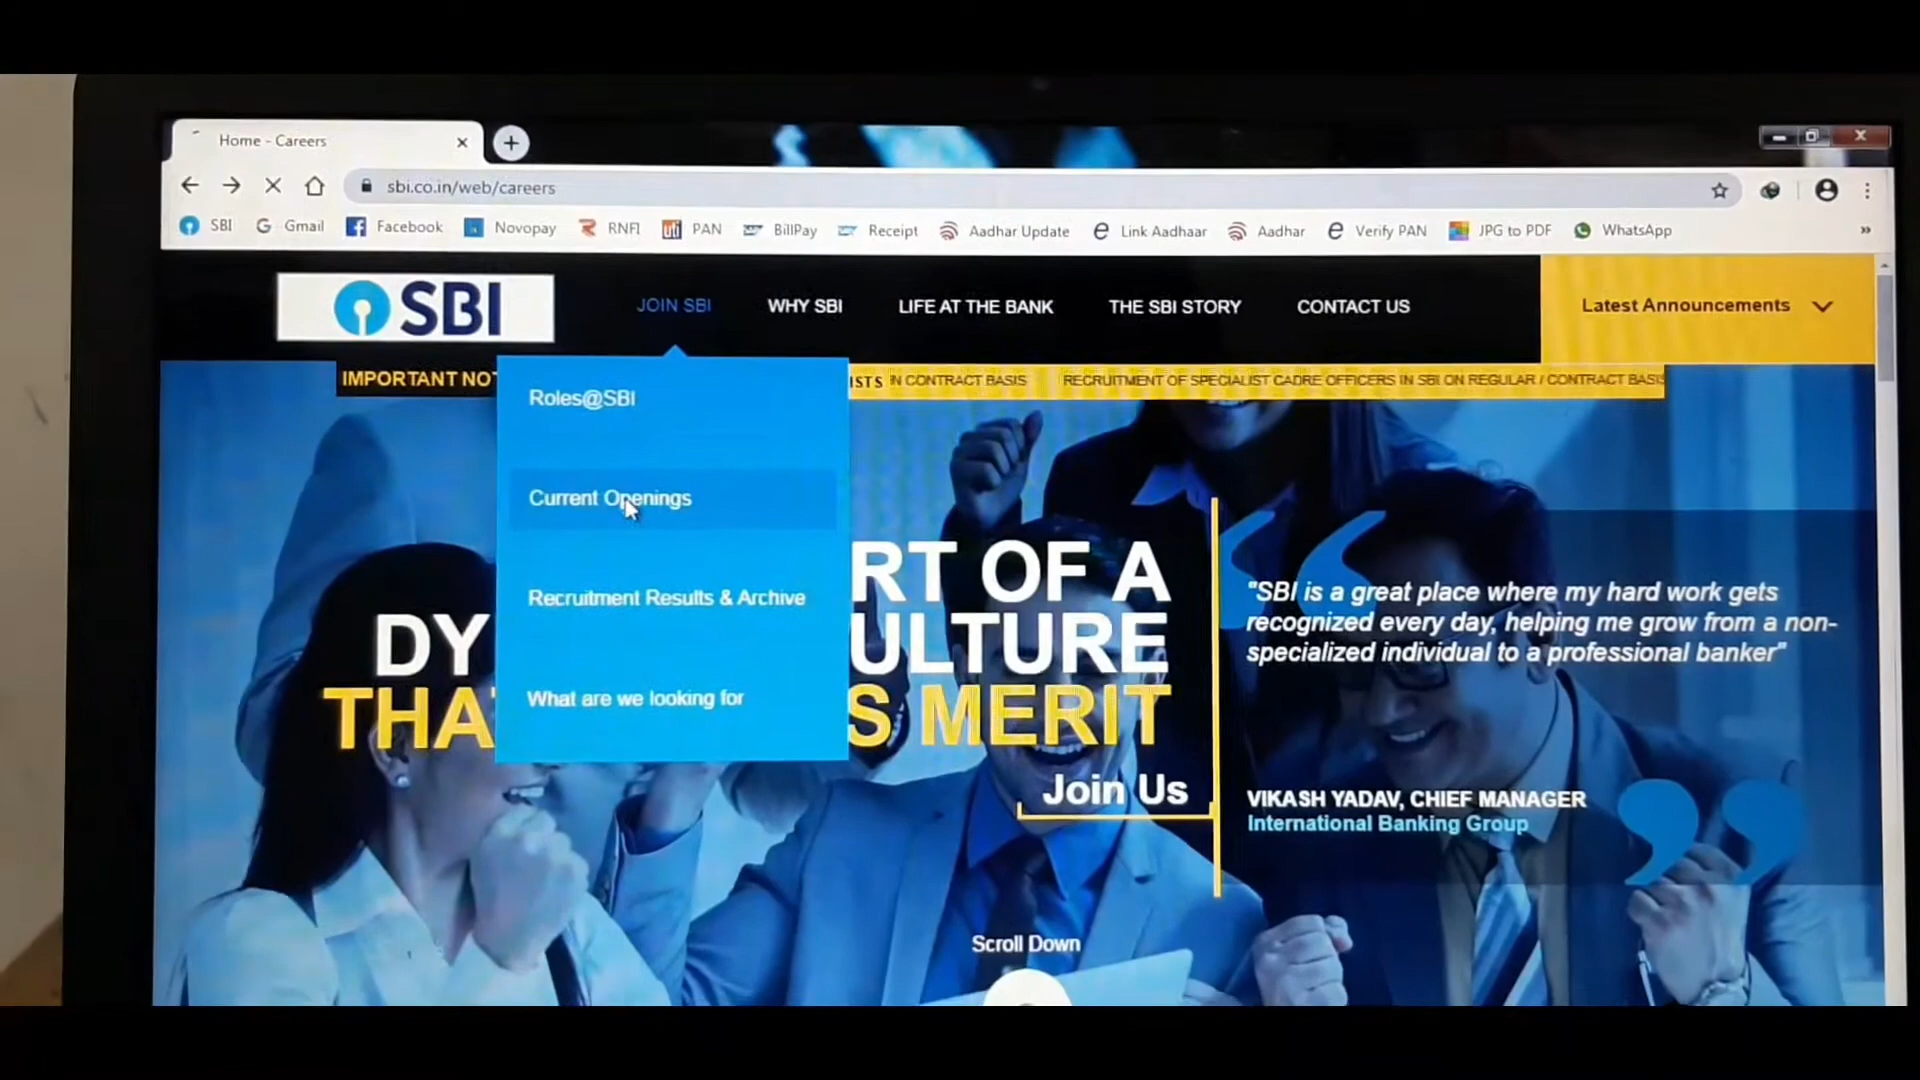 Home - Careers
sbi.co.in/web/careers
SBI Gmail Facebook Novopay RNFI PAN BillPay Receipt Aadhar Update Link Aadhaar Aadhar Verify PAN JPG to PDF WhatsApp
SBI
JOIN SBI WHY SBI LIFE AT THE BANK THE SBI STORY CONTACT US
Latest Announcements
IMPORTANT NOT ISTS IN CONTRACT BASIS RECRUITMENT OF SPECIALIST CADRE OFFICERS IN SBI ON REGULAR / CONTRACT BASIS
Roles@SBI
Current Openings
Recruitment Results & Archive
What are we looking for
RT OF A
DY ULTURE
THAT S MERIT
Join Us
"SBI is a great place where my hard work gets
recognized every day, helping me grow from a non-
specialized individual to a professional banker"
VIKASH YADAV, CHIEF MANAGER
International Banking Group
Scroll Down